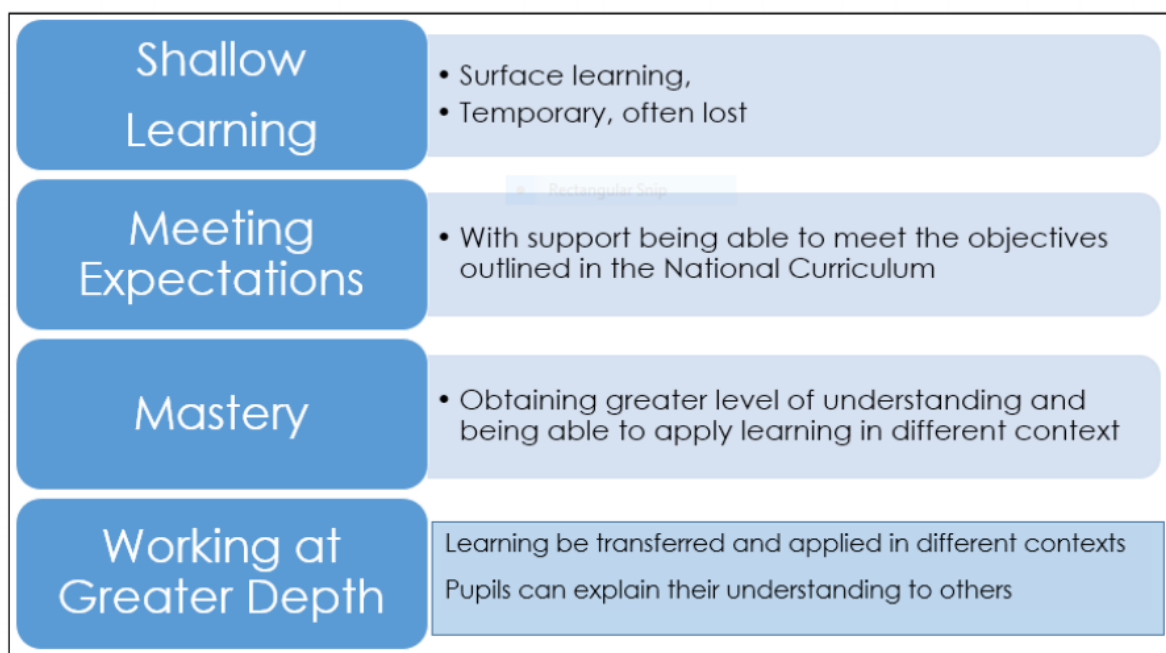 Shallow
Learning
• Surface learning,
• Temporary, often lost
Rectangular Snip
Meeting
Expectations
• With support being able to meet the objectives
outlined in the National Curriculum
Mastery
• Obtaining greater level of understanding and
being able to apply learning in different context
Working at
Greater Depth
Learning be transferred and applied in different contexts
Pupils can explain their understanding to others